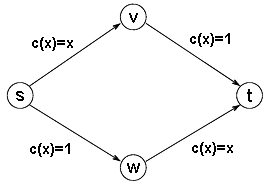 v
c(x)=x
c(x)=1
s
t
c(x)=1
c(x)=x
w